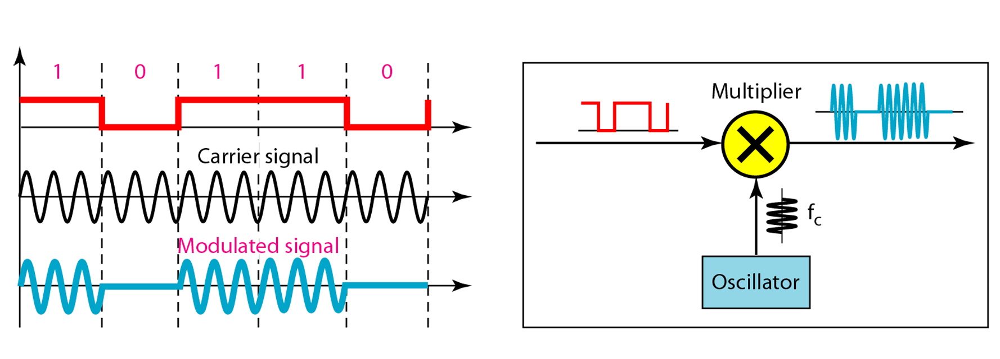 1 0 1 1 0
Carrier signal
Modulated signal
Multiplier
fc
Oscillator